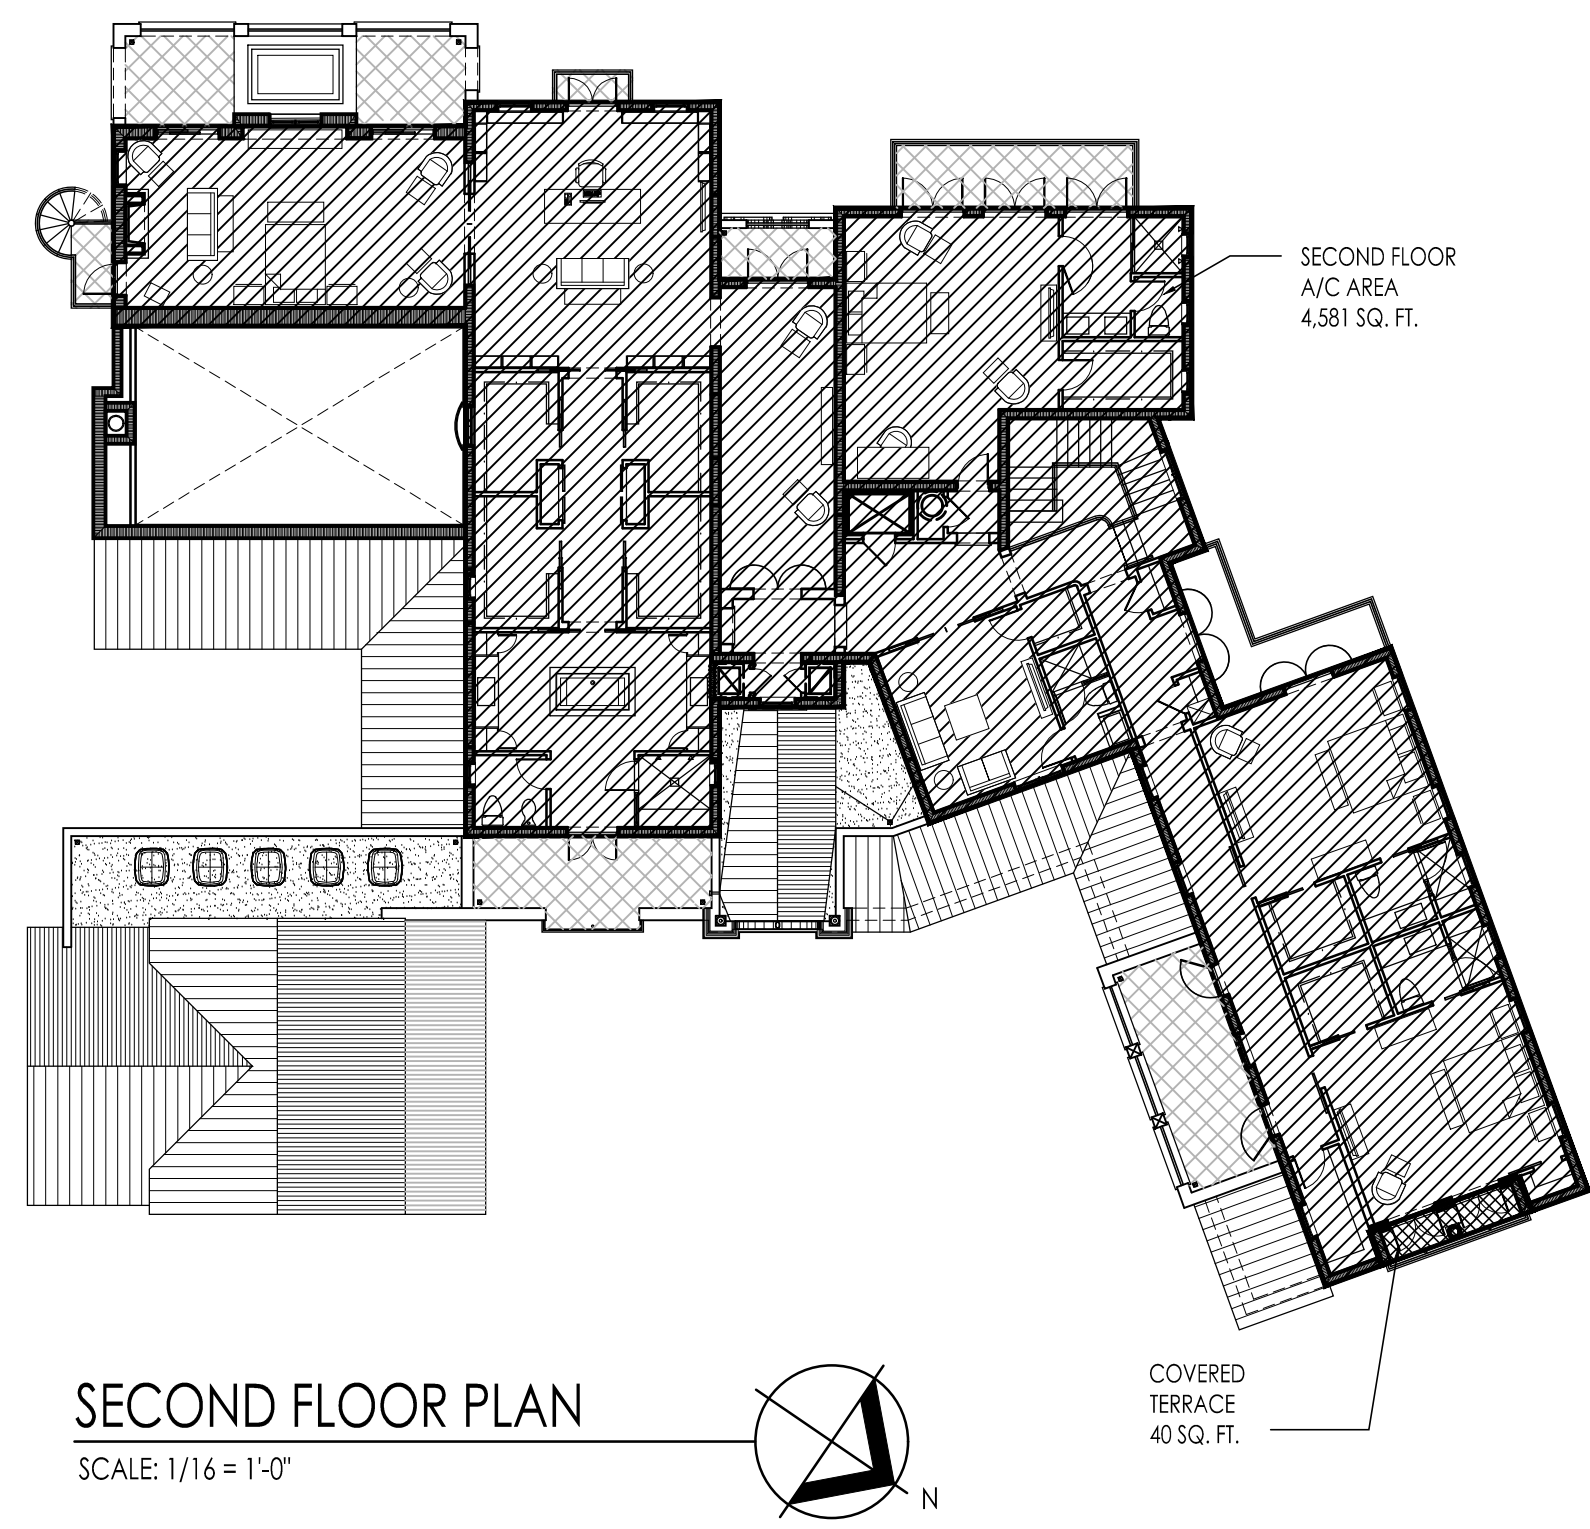 SECOND FLOOR
A/C AREA
4,581 SQ. FT.
COVERED
TERRACE
40 SQ. FT.
SECOND FLOOR PLAN
SCALE: 1/16 = 1'-0"
N